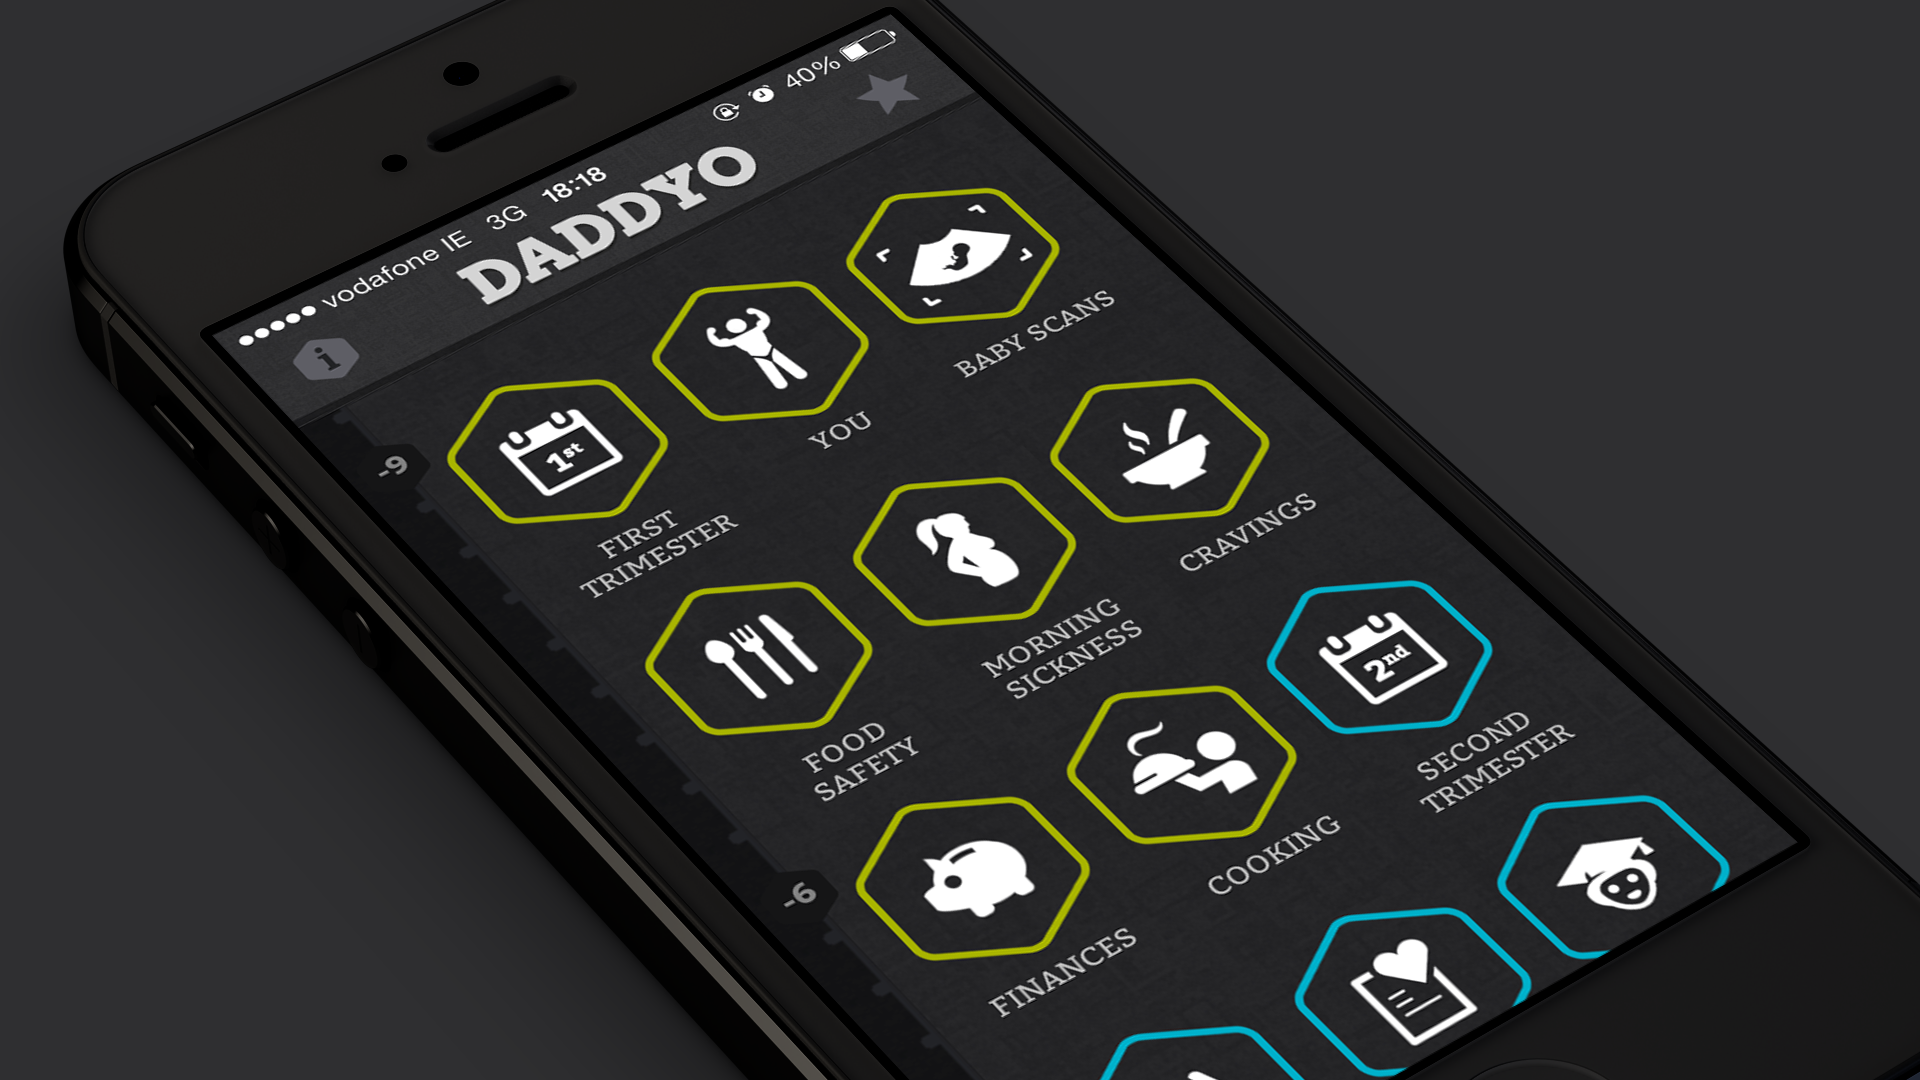 vodafone IE 3G 18:18 40%
i
DADDYO
-9
1st
FIRST
TRIMESTER
YOU
BABY SCANS
FOOD
SAFETY
MORNING
SICKNESS
CRAVINGS
-6
FINANCES
COOKING
2nd
SECOND
TRIMESTER